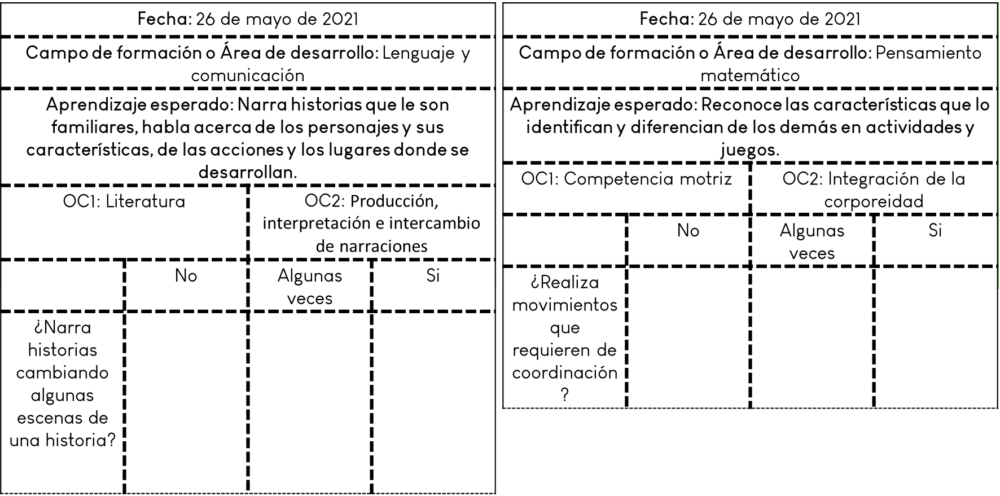 Fecha: 26 de mayo de 2021
Campo de formación o Área de desarrollo: Lenguaje y
comunicación
Aprendizaje esperado: Narra historias que le son
familiares, habla acerca de los personajes y sus
características, de las acciones y los lugares donde se
desarrollan.
OC1: Literatura
OC2: Producción,
interpretación e intercambio
de narraciones
No
Algunas
veces
Si
¿Narra
historias
cambiando
algunas
escenas de
una historia?
Fecha: 26 de mayo de 2021
Campo de formación o Área de desarrollo: Pensamiento
matemático
Aprendizaje esperado: Reconoce las características que lo
identifican y diferencian de los demás en actividades y
juegos.
OC1: Competencia motriz
OC2: Integración de la
corporeidad
No
Algunas
veces
Si
¿Realiza
movimientos
que
requieren de
coordinación
?